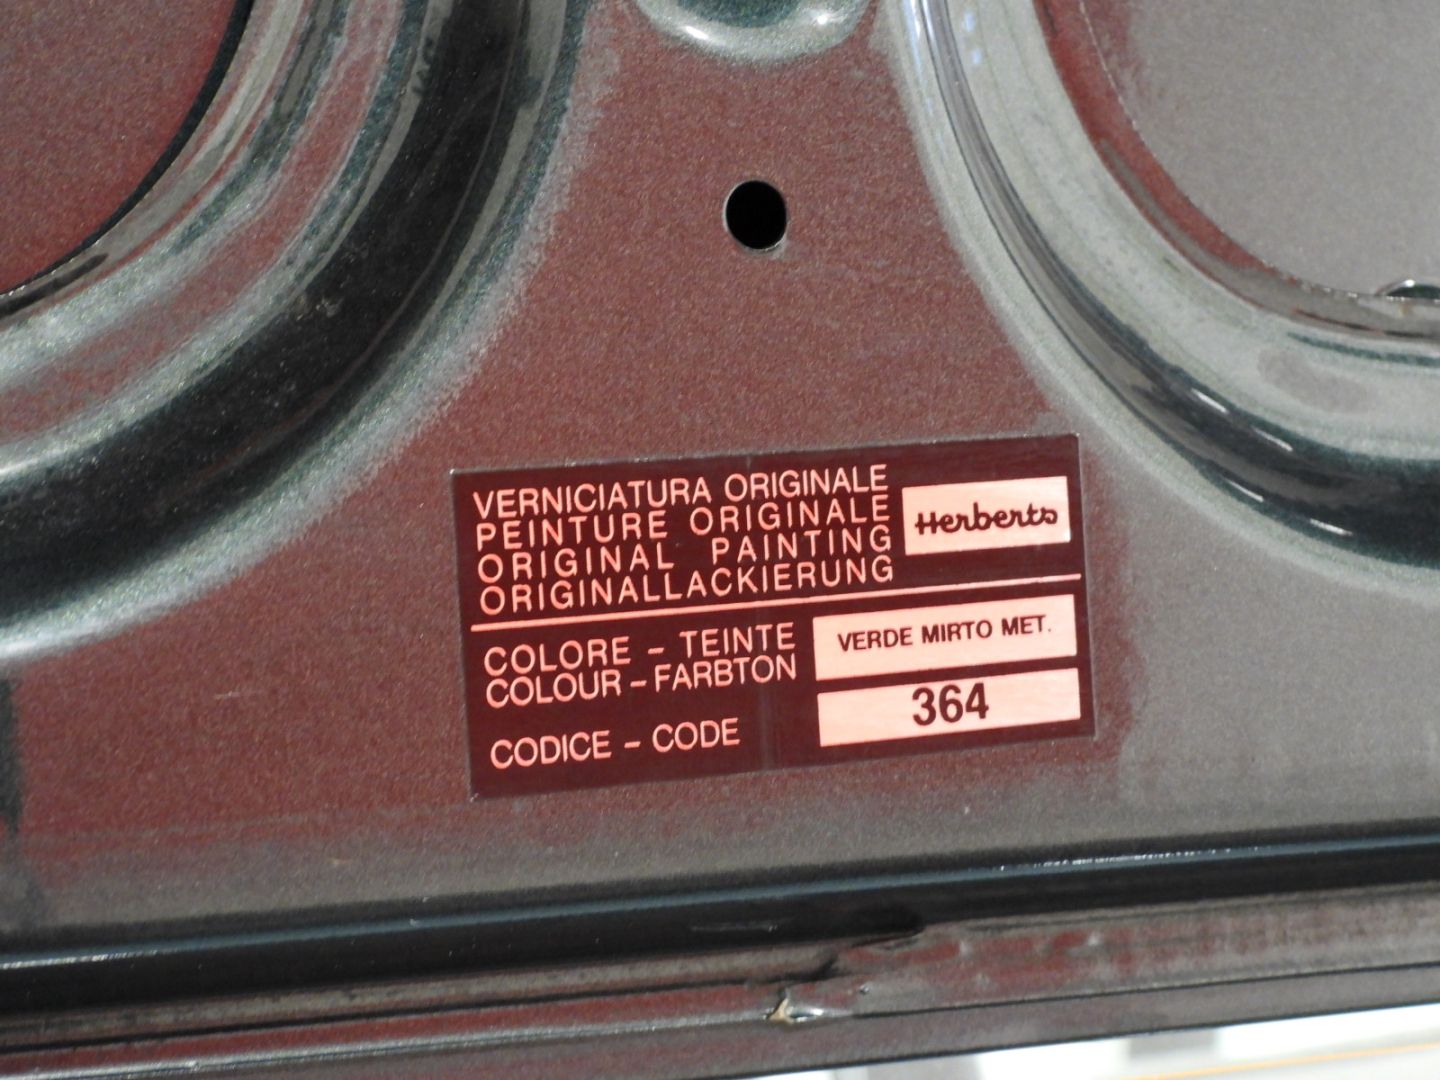 VERNICIATURA ORIGINALE
PEINTURE ORIGINALE
ORIGINAL PAINTING
ORIGINALLACKIERUNG
Herberts
COLORE - TEINTE
COLOUR - FARBTON
VERDE MIRTO MET.
CODICE - CODE
364